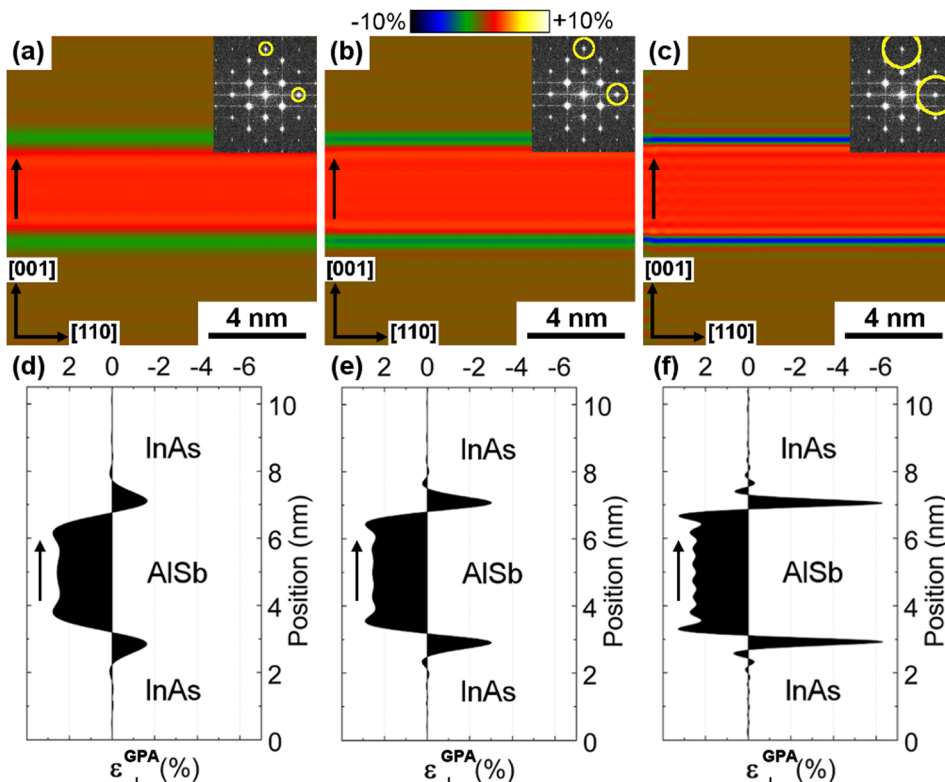 -10% +10%
(a) (b) (c)
[001] [001] [001]
[110] 4 nm [110] 4 nm [110] 4 nm
(d) 2 0 -2 -4 -6 (e) 2 0 -2 -4 -6 (f) 2 0 -2 -4 -6
10 10 10
InAs InAs InAs
8 8 8
Position (nm) Position (nm) Position (nm)
6 6 6
AlSb AlSb AlSb
4 4 4
2 2 2
InAs InAs InAs
0 0 0
ε⊥GPA(%) ε⊥GPA(%) ε⊥GPA(%)